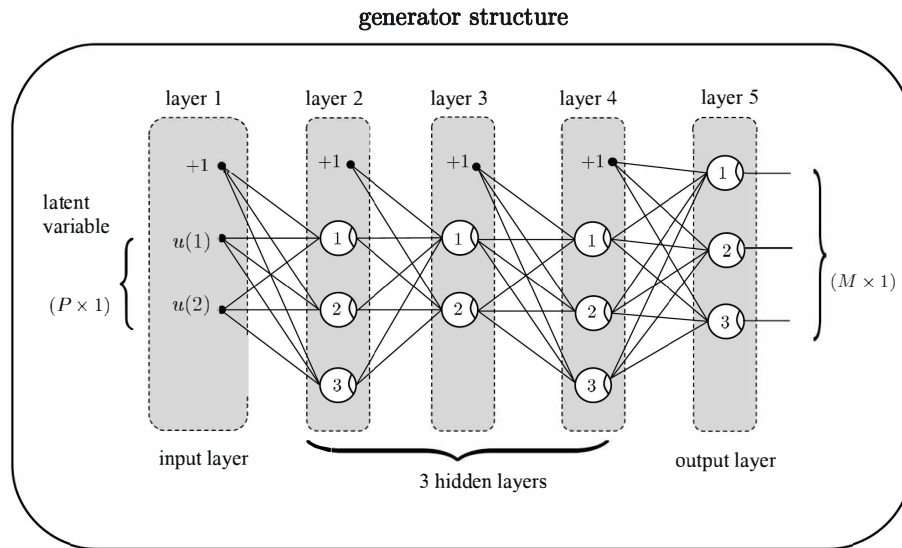 generator structure
layer 1 layer 2 layer 3 layer 4 layer 5
+1 +1 +1 +1 1
latent
variable
u(1) 1 1 1 2
(P × 1) (M × 1)
u(2) 2 2 2 3
3 3
input layer output layer
3 hidden layers